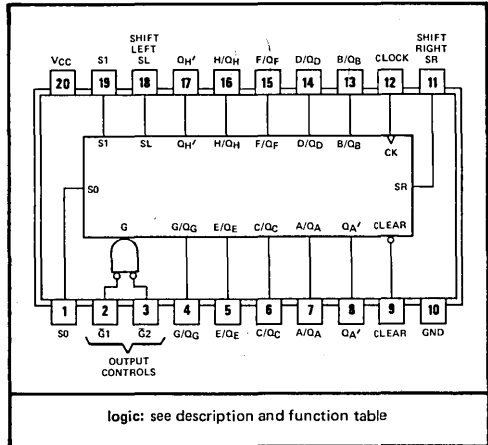 SHIFT SHIFT
LEFT RIGHT
VCC S1 SL QH' H/QH F/QF D/QD B/QB CLOCK SR
20 19 18 17 16 15 14 13 12 11
S1 SL QH' H/QH F/QF D/QD B/QB CK
S0 SR
G G/QG E/QE C/QC A/QA QA' CLEAR
1 2 3 4 5 6 7 8 9 10
S0 G̅1 G̅2 G/QG E/QE C/QC A/QA QA' CLEAR GND
OUTPUT
CONTROLS
logic: see description and function table